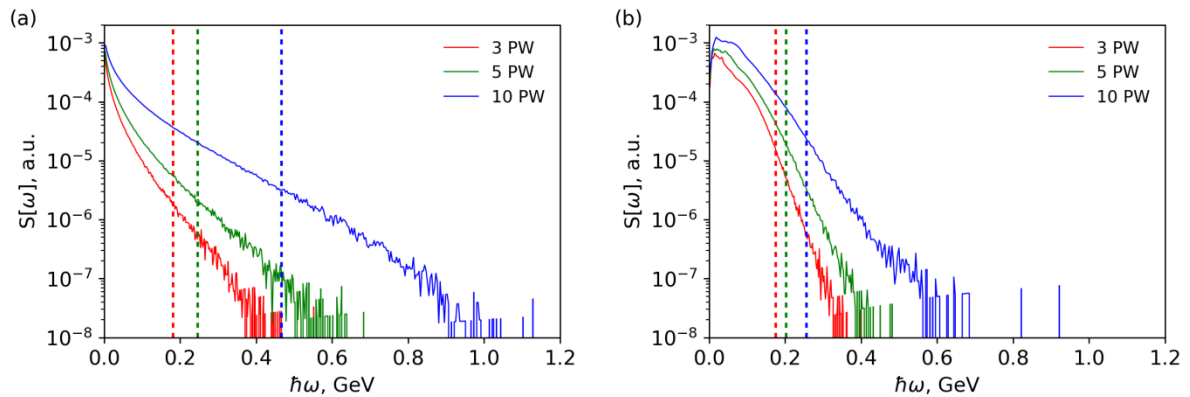 (a)
S[ω], a.u.
10⁻³
10⁻⁴
10⁻⁵
10⁻⁶
10⁻⁷
10⁻⁸
3 PW
5 PW
10 PW
0.0 0.2 0.4 0.6 0.8 1.0 1.2
ħω, GeV
(b)
S[ω], a.u.
10⁻³
10⁻⁴
10⁻⁵
10⁻⁶
10⁻⁷
10⁻⁸
3 PW
5 PW
10 PW
0.0 0.2 0.4 0.6 0.8 1.0 1.2
ħω, GeV